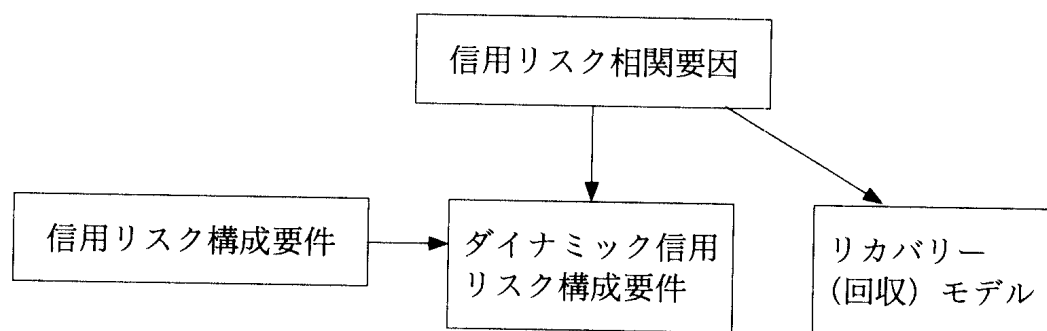 信用リスク相関要因
信用リスク構成要件
ダイナミック信用
リスク構成要件
リカバリー
（回収）モデル